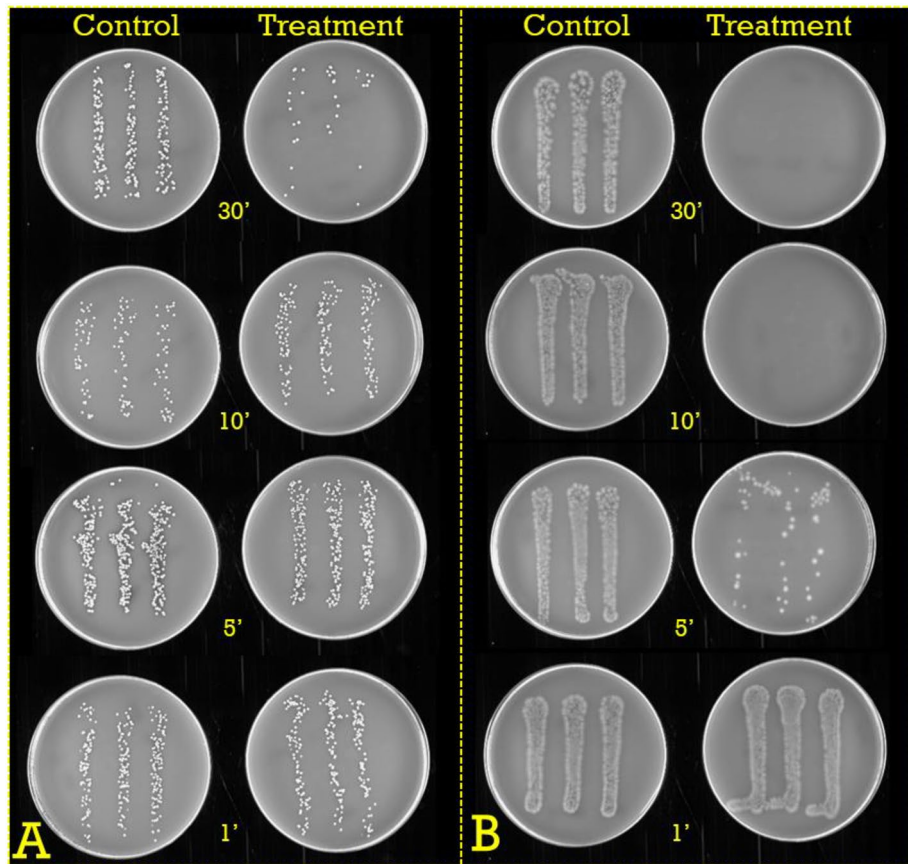 Control Treatment Control Treatment
30' 30'
10' 10'
5' 5'
A 1' B 1'